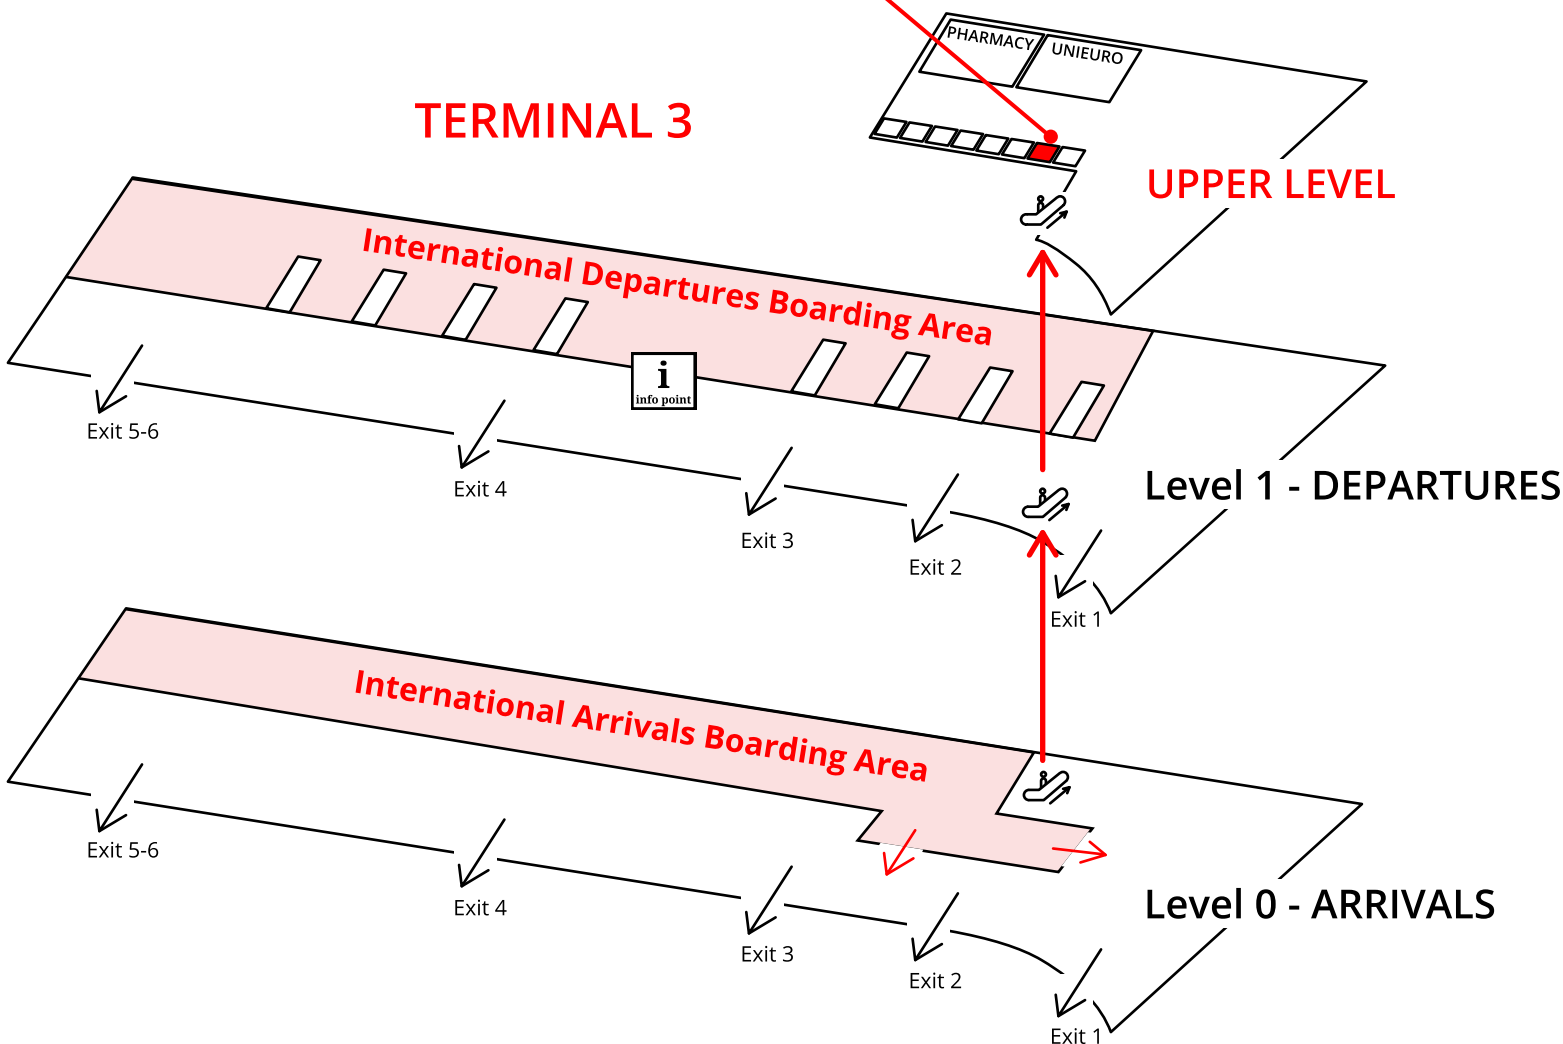 PHARMACY
UNIEURO
TERMINAL 3
UPPER LEVEL
International Departures Boarding Area
i
info point
Exit 5-6
Exit 4
Exit 3
Exit 2
Exit 1
Level 1 - DEPARTURES
International Arrivals Boarding Area
Exit 5-6
Exit 4
Exit 3
Exit 2
Exit 1
Level 0 - ARRIVALS